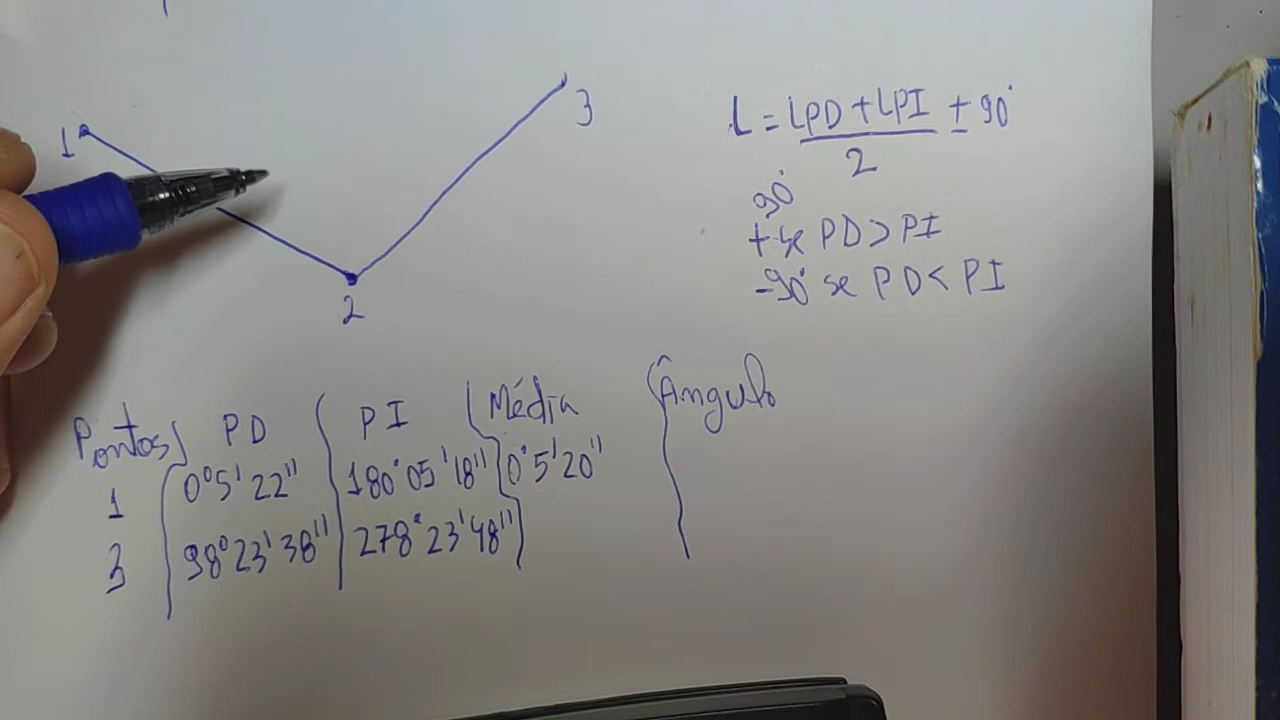 1
3
2
L = LPD + LPI ± 90°
2
90°
+ se PD > PI
-90° se PD < PI
Pontos PD PI Média Ângulo
1 0°5'22" 180°05'18" 0°5'20"
3 98°23'38" 278°23'48"